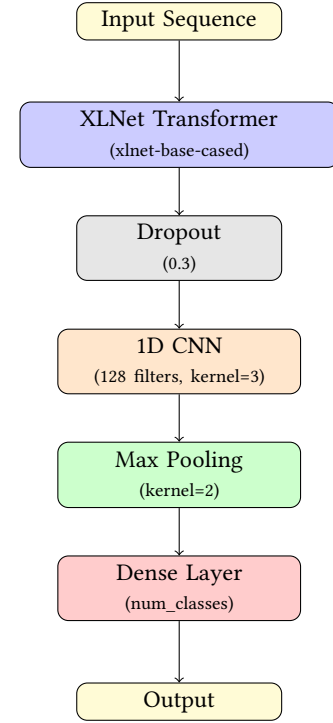 Input Sequence
XLNet Transformer
(xlnet-base-cased)
Dropout
(0.3)
1D CNN
(128 filters, kernel=3)
Max Pooling
(kernel=2)
Dense Layer
(num_classes)
Output